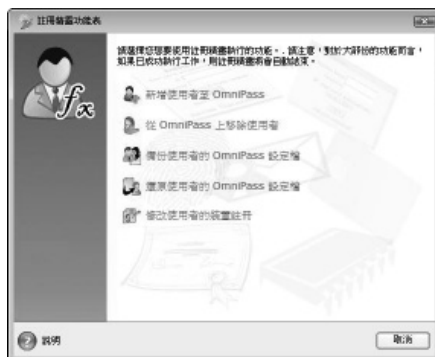 註冊精靈功能表
請選擇您想要使用註冊精靈執行的功能。. 請注意，對於大部份的功能而言，
如果已成功執行工作，則註冊精靈將會自動結束。
fx
新增使用者至 OmniPass
從 OmniPass 上移除使用者
備份使用者的 OmniPass 設定檔
還原使用者的 OmniPass 設定檔
修改使用者的裝置註冊
說明
取消